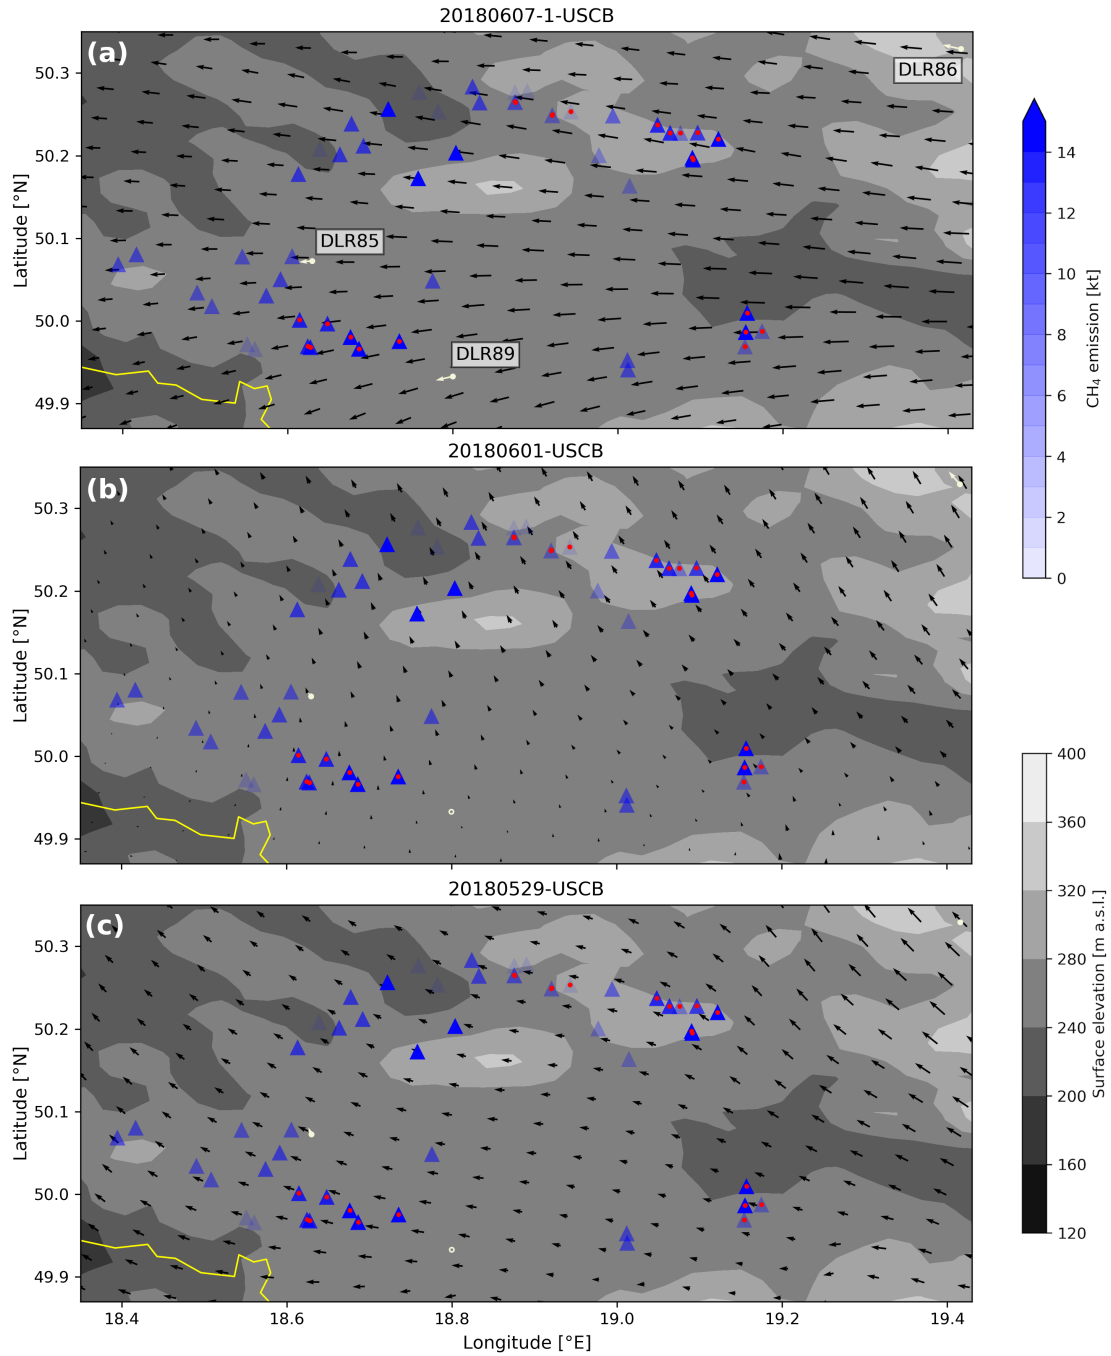 20180607-1-USCB
(a)
50.3
50.2
50.1
50.0
49.9
Latitude [°N]
DLR86
DLR85
DLR89
20180601-USCB
(b)
50.3
50.2
50.1
50.0
49.9
Latitude [°N]
20180529-USCB
(c)
50.3
50.2
50.1
50.0
49.9
Latitude [°N]
18.4 18.6 18.8 19.0 19.2 19.4
Longitude [°E]
14
12
10
8
6
4
2
0
CH₄ emission [kt]
400
360
320
280
240
200
160
120
Surface elevation [m a.s.l.]